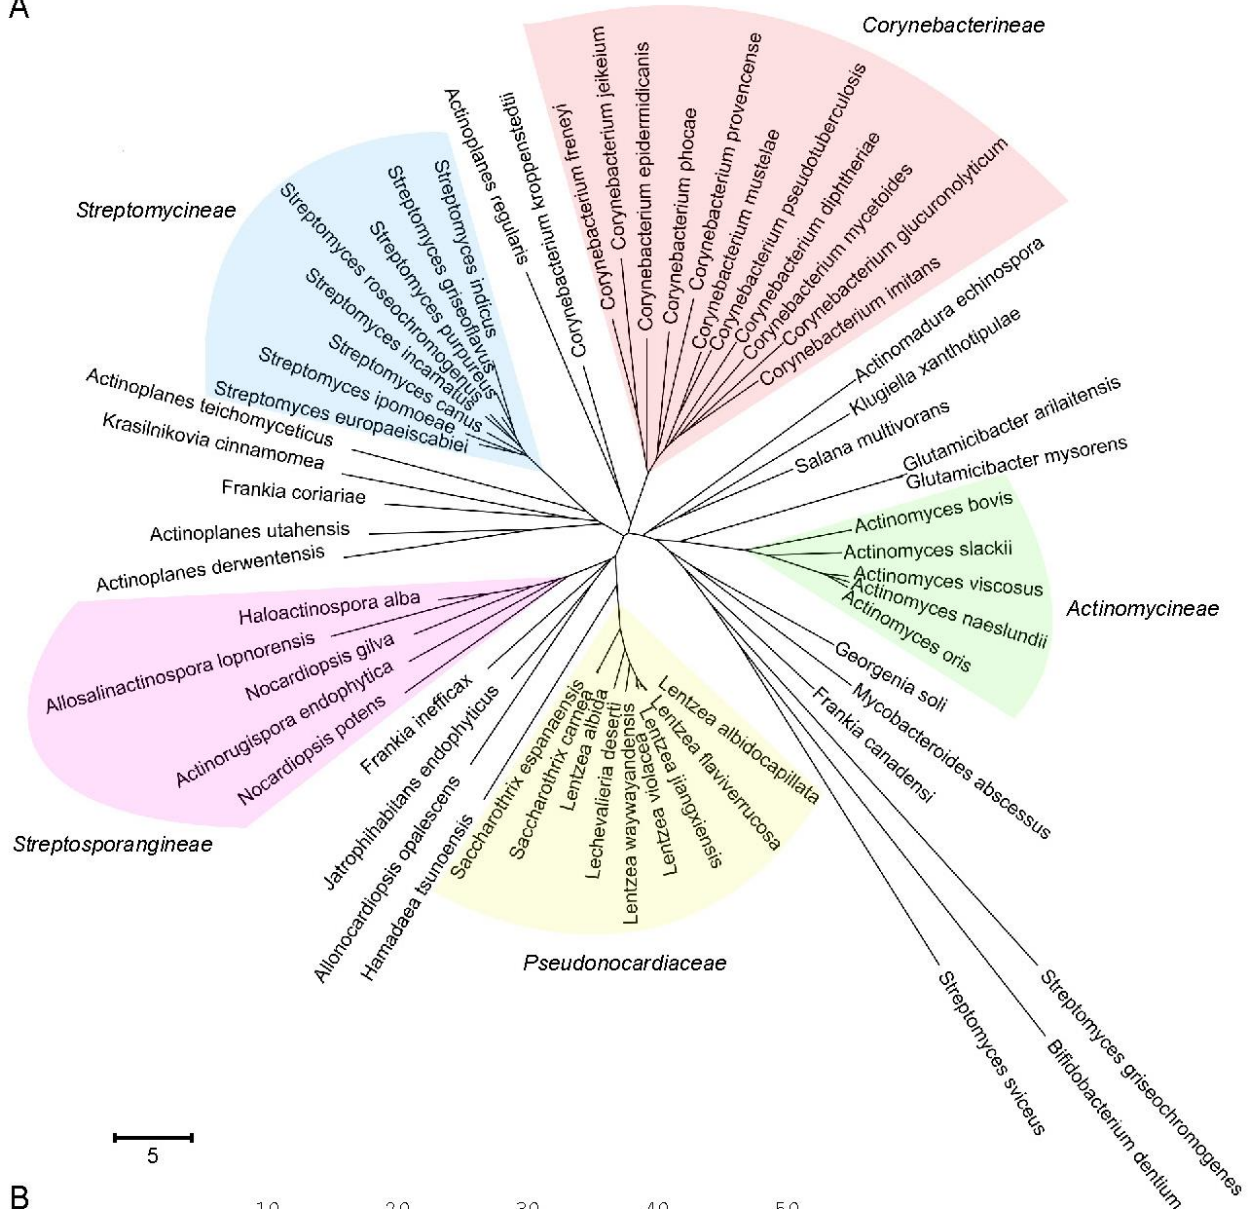 A
Corynebacterineae
Corynebacterium freneyi
Corynebacterium jeikeium
Corynebacterium epidermidicanis
Corynebacterium phocae
Corynebacterium provencense
Corynebacterium mustelae
Corynebacterium pseudotuberculosis
Corynebacterium diphtheriae
Corynebacterium mycetoides
Corynebacterium glucuronolyticum
Corynebacterium imitans
Actinomadura echinospora
Klugiella xanthotipulae
Salana multivorans
Glutamicibacter arilaitensis
Glutamicibacter mysorens
Actinomyces bovis
Actinomyces slackii
Actinomyces viscosus
Actinomyces naeslundii
Actinomyces oris
Actinomycineae
Georgenia soli
Mycobacteroides abscessus
Frankia canadensi
Streptomyces griseochromogenes
Bifidobacterium dentium
Streptomyces sviceus
Lentzea albidocapillata
Lentzea flaviverrucosa
Lentzea jiangxiensis
Lentzea violacea
Lentzea waywayandensis
Lechevalieria deserti
Lentzea albida
Saccharothrix carnea
Saccharothrix espanaensis
Pseudonocardiaceae
Hamadaea tsunoensis
Allonocardiopsis opalescens
Jatrophihabitans endophyticus
Frankia inefficax
Nocardiopsis potens
Actinorugispora endophytica
Nocardiopsis gilva
Allosalinactinospora lopnorensis
Haloactinospora alba
Streptosporangineae
Actinoplanes derwentensis
Actinoplanes utahensis
Frankia coriariae
Krasilnikovia cinnamomea
Actinoplanes teichomyceticus
Streptomyces europaeiscabiei
Streptomyces ipomoeae
Streptomyces canus
Streptomyces incarnatus
Streptomyces roseochromogenus
Streptomyces purpureus
Streptomyces griseoflavus
Streptomyces indicus
Streptomycineae
Actinoplanes regularis
Corynebacterium kroppenstedtii
5
B
10 20 30 40 50